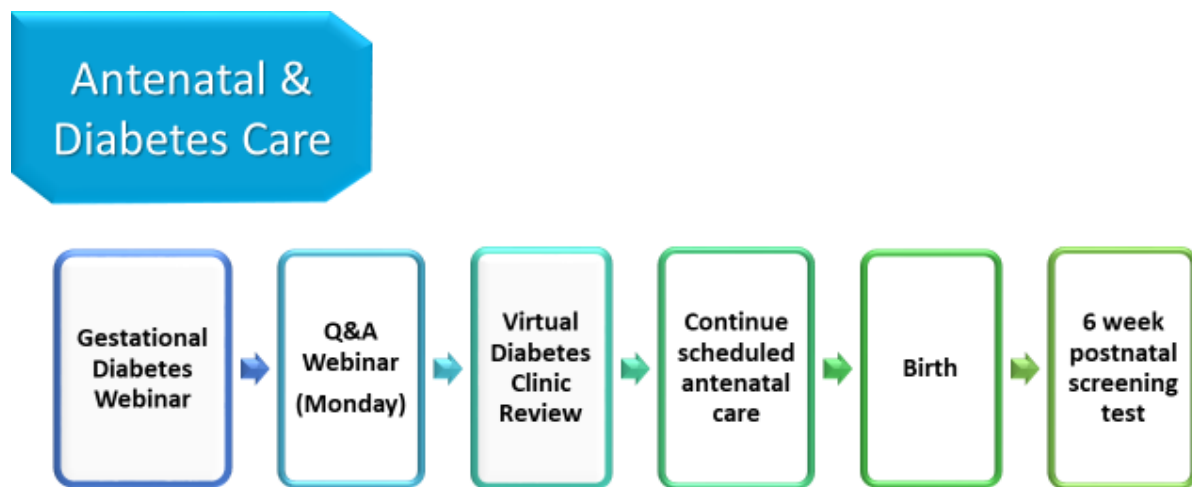 Antenatal &
Diabetes Care
Gestational
Diabetes
Webinar
Q&A
Webinar
(Monday)
Virtual
Diabetes
Clinic
Review
Continue
scheduled
antenatal
care
Birth
6 week
postnatal
screening
test